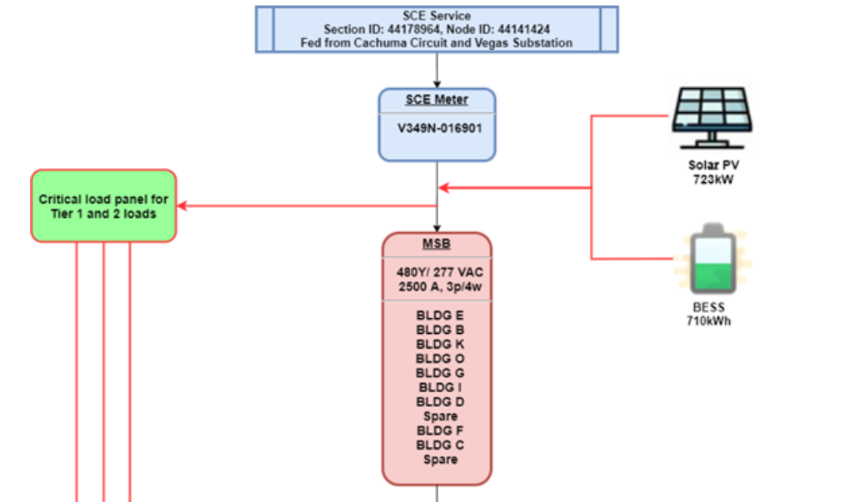 SCE Service
Section ID: 44178964, Node ID: 44141424
Fed from Cachuma Circuit and Vegas Substation
SCE Meter
V349N-016901
Solar PV
723kW
Critical load panel for
Tier 1 and 2 loads
MSB
480Y/ 277 VAC
2500 A, 3p/4w
BLDG E
BLDG B
BLDG K
BLDG O
BLDG G
BLDG I
BLDG D
Spare
BLDG F
BLDG C
Spare
BESS
710kWh